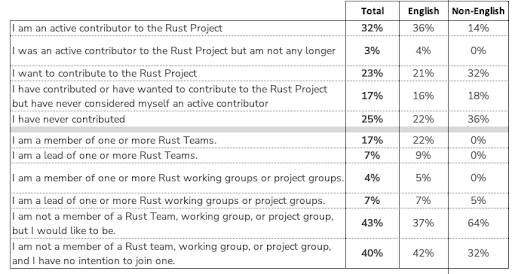 Total English Non-English
I am an active contributor to the Rust Project 32% 36% 14%
I was an active contributor to the Rust Project but am not any longer 3% 4% 0%
I want to contribute to the Rust Project 23% 21% 32%
I have contributed or have wanted to contribute to the Rust Project
but have never considered myself an active contributor 17% 16% 18%
I have never contributed 25% 22% 36%
I am a member of one or more Rust Teams. 17% 22% 0%
I am a lead of one or more Rust Teams. 7% 9% 0%
I am a member of one or more Rust working groups or project groups. 4% 5% 0%
I am a lead of one or more Rust working groups or project groups. 7% 7% 5%
I am not a member of a Rust Team, working group, or project group,
but I would like to be. 43% 37% 64%
I am not a member of a Rust team, working group, or project group,
and I have no intention to join one. 40% 42% 32%